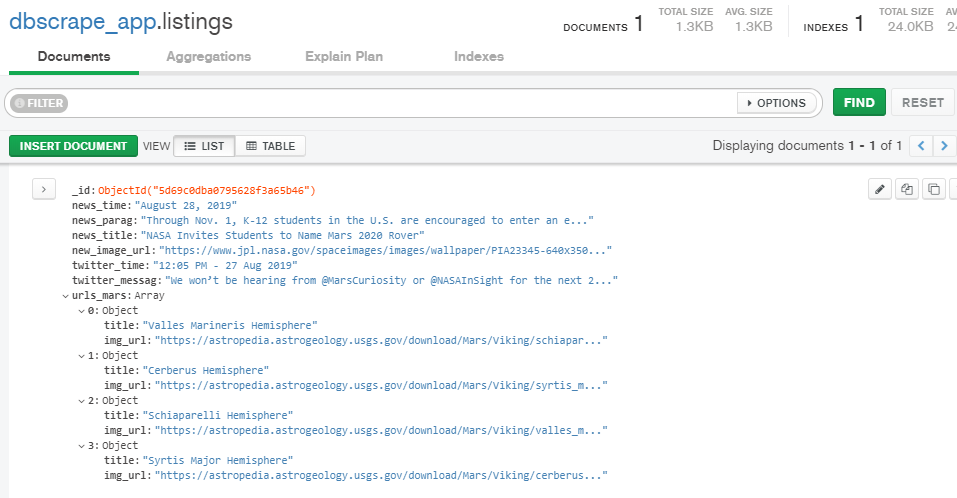 dbscrape_app.listings
DOCUMENTS 1 TOTAL SIZE 1.3KB AVG. SIZE 1.3KB INDEXES 1 TOTAL SIZE 24.0KB
Documents Aggregations Explain Plan Indexes
FILTER OPTIONS FIND RESET
INSERT DOCUMENT VIEW LIST TABLE Displaying documents 1 - 1 of 1
_id: ObjectId("5d69c0dba0795628f3a65b46")
news_time: "August 28, 2019"
news_parag: "Through Nov. 1, K-12 students in the U.S. are encouraged to enter an e..."
news_title: "NASA Invites Students to Name Mars 2020 Rover"
new_image_url: "https://www.jpl.nasa.gov/spaceimages/images/wallpaper/PIA23345-640x350..."
twitter_time: "12:05 PM - 27 Aug 2019"
twitter_messag: "We won’t be hearing from @MarsCuriosity or @NASAInSight for the next 2..."
urls_mars: Array
0: Object
title: "Valles Marineris Hemisphere"
img_url: "https://astropedia.astrogeology.usgs.gov/download/Mars/Viking/schiapar..."
1: Object
title: "Cerberus Hemisphere"
img_url: "https://astropedia.astrogeology.usgs.gov/download/Mars/Viking/syrtis_m..."
2: Object
title: "Schiaparelli Hemisphere"
img_url: "https://astropedia.astrogeology.usgs.gov/download/Mars/Viking/valles_m..."
3: Object
title: "Syrtis Major Hemisphere"
img_url: "https://astropedia.astrogeology.usgs.gov/download/Mars/Viking/cerberus..."